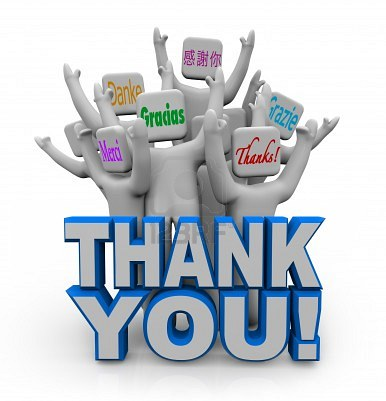 感謝你
Danke
Gracias
Grazie
Merci
Thanks!
THANK
YOU!